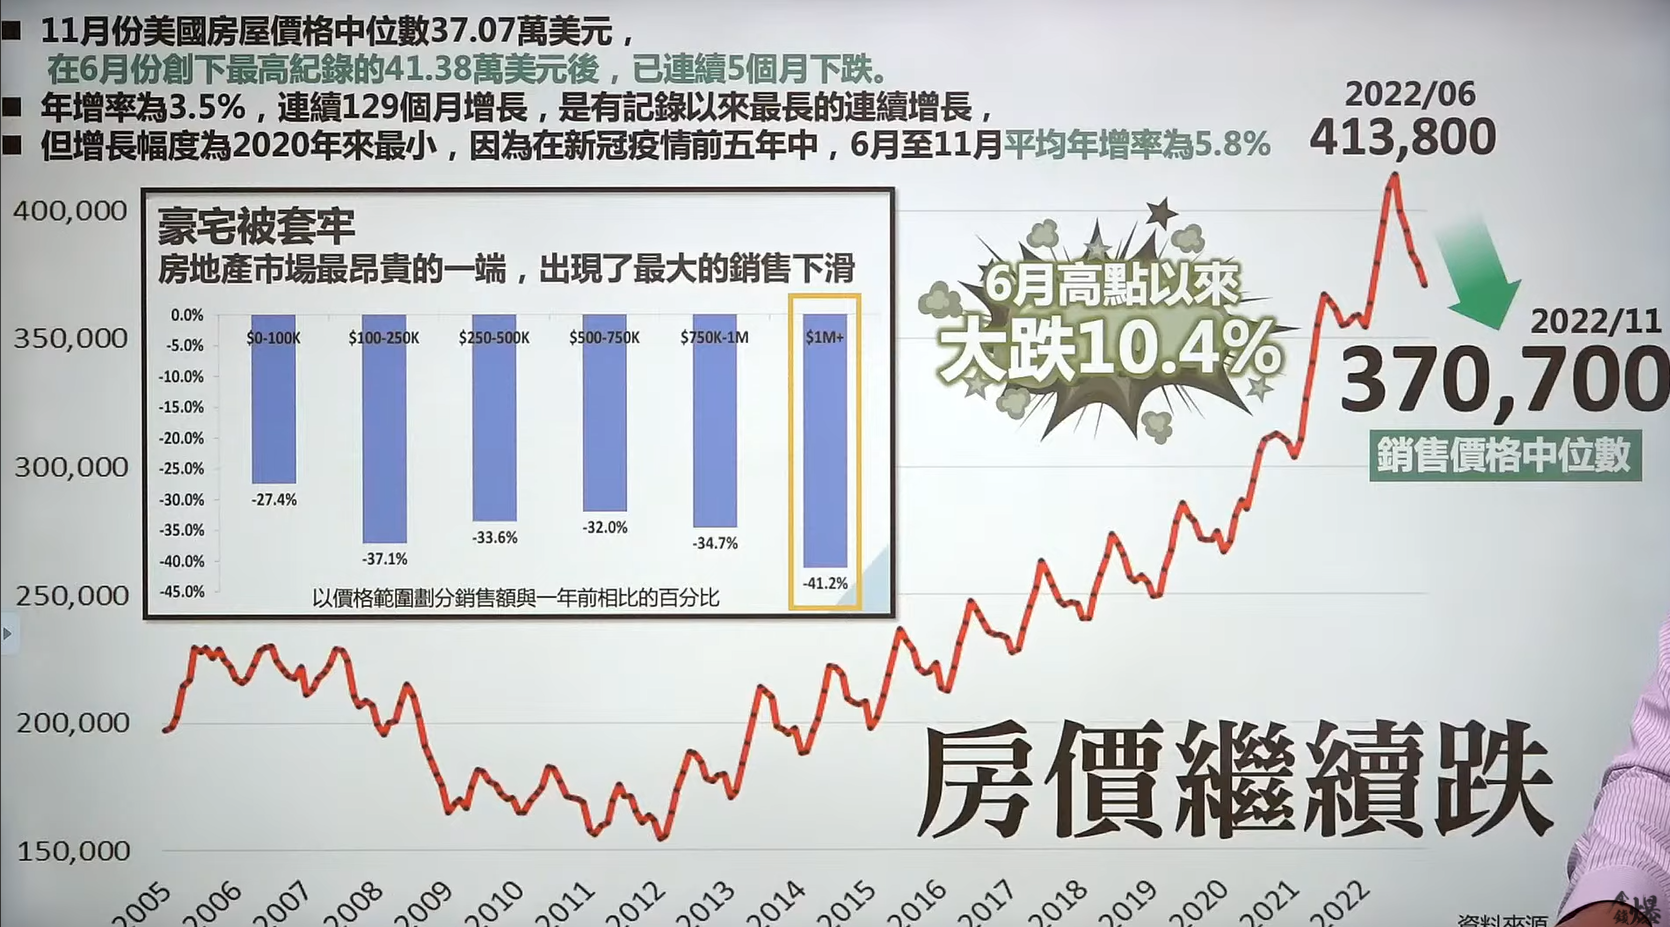 ■ 11月份美國房屋價格中位數37.07萬美元，
在6月份創下最高紀錄的41.38萬美元後，已連續5個月下跌。
■ 年增率為3.5%，連續129個月增長，是有記錄以來最長的連續增長，
■ 但增長幅度為2020年來最小，因為在新冠疫情前五年中，6月至11月平均年增率為5.8%
2022/06
413,800
400,000
350,000
300,000
250,000
200,000
150,000
豪宅被套牢
房地產市場最昂貴的一端，出現了最大的銷售下滑
0.0%
-5.0%
-10.0%
-15.0%
-20.0%
-25.0%
-30.0%
-35.0%
-40.0%
-45.0%
$0-100K $100-250K $250-500K $500-750K $750K-1M $1M+
-27.4% -37.1% -33.6% -32.0% -34.7% -41.2%
以價格範圍劃分銷售額與一年前相比的百分比
6月高點以來
大跌10.4%
2022/11
370,700
銷售價格中位數
房價繼續跌
2005 2006 2007 2008 2009 2010 2011 2012 2013 2014 2015 2016 2017 2018 2019 2020 2021 2022
資料來源